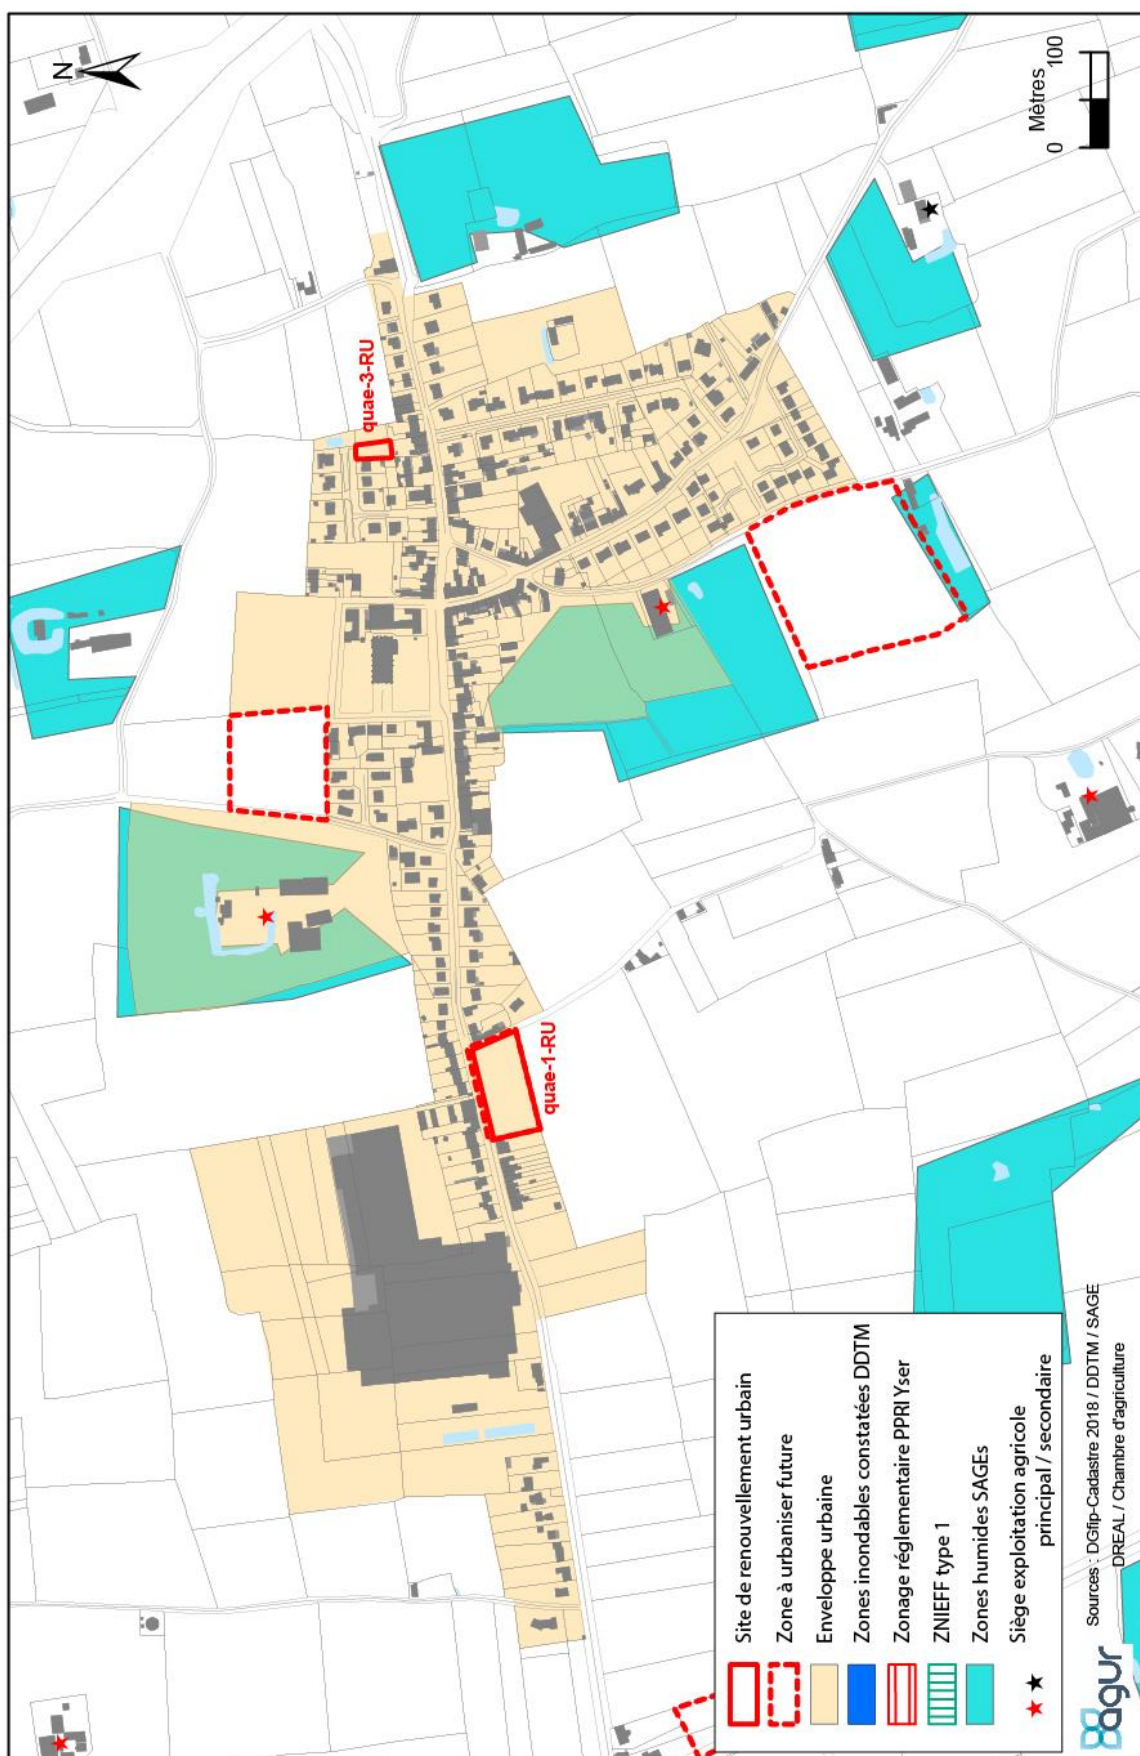 N
Mètres
0 100
quae-3-RU
quae-1-RU
Site de renouvellement urbain
Zone à urbaniser future
Enveloppe urbaine
Zones inondables constatées DDTM
Zonage réglementaire PPRI Yser
ZNIEFF type 1
Zones humides SAGEs
Siège exploitation agricole
principal / secondaire
agur
Sources : DGfip-Cadastre 2018 / DDTM / SAGE
DREAL / Chambre d'agriculture